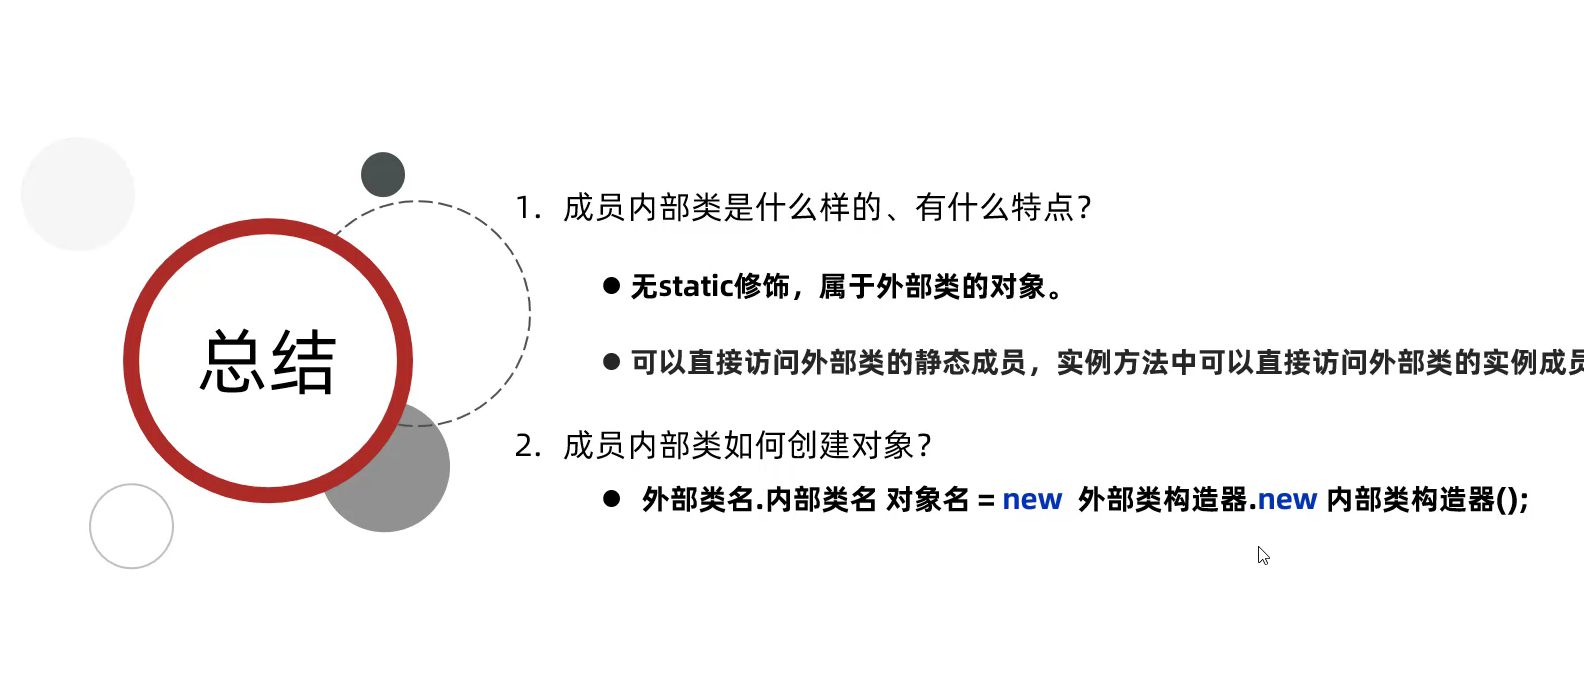 总结
1. 成员内部类是什么样的、有什么特点？
● 无static修饰，属于外部类的对象。
● 可以直接访问外部类的静态成员，实例方法中可以直接访问外部类的实例成员
2. 成员内部类如何创建对象？
● 外部类名.内部类名 对象名 = new 外部类构造器.new 内部类构造器();